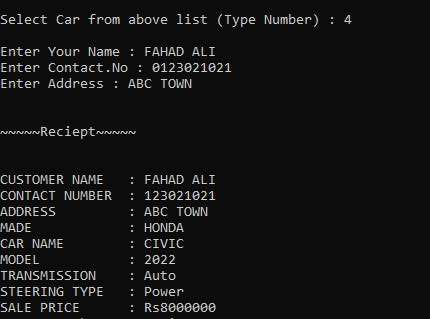 Select Car from above list (Type Number) : 4
Enter Your Name : FAHAD ALI
Enter Contact.No : 0123021021
Enter Address : ABC TOWN
~~~~~Reciept~~~~~
CUSTOMER NAME : FAHAD ALI
CONTACT NUMBER : 123021021
ADDRESS : ABC TOWN
MADE : HONDA
CAR NAME : CIVIC
MODEL : 2022
TRANSMISSION : Auto
STEERING TYPE : Power
SALE PRICE : Rs8000000